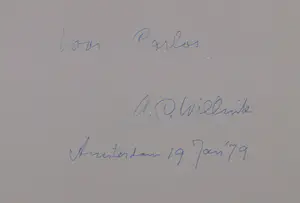 Voor Carlos,
A.C. Willink
Amsterdam 19 Jan '79